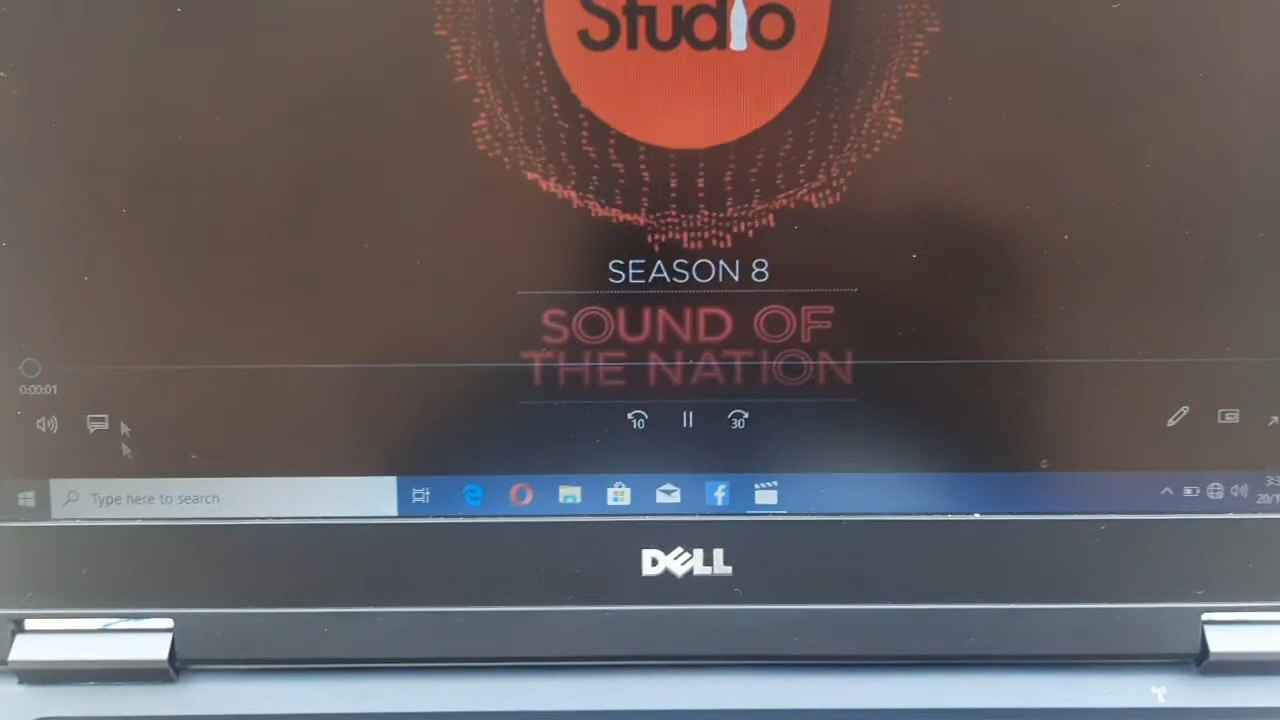 Studio
SEASON 8
SOUND OF
THE NATION
0:00:01
10
30
Type here to search
DELL